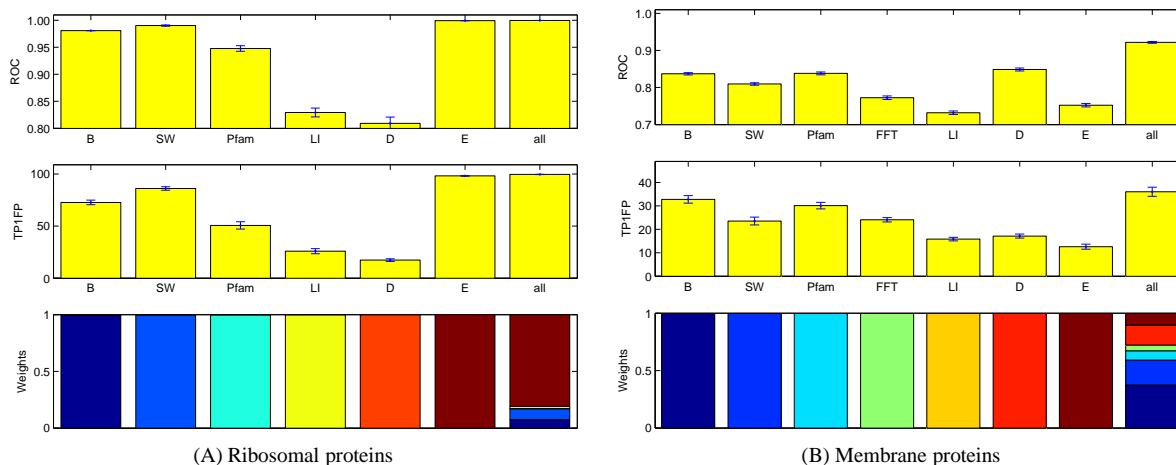 1.00
0.95
0.90
0.85
0.80
ROC
B SW Pfam LI D E all
100
50
0
TP1FP
B SW Pfam LI D E all
1
0.5
0
Weights
(A) Ribosomal proteins
1.0
0.9
0.8
0.7
ROC
B SW Pfam FFT LI D E all
40
30
20
10
0
TP1FP
B SW Pfam FFT LI D E all
1
0.5
0
Weights
(B) Membrane proteins